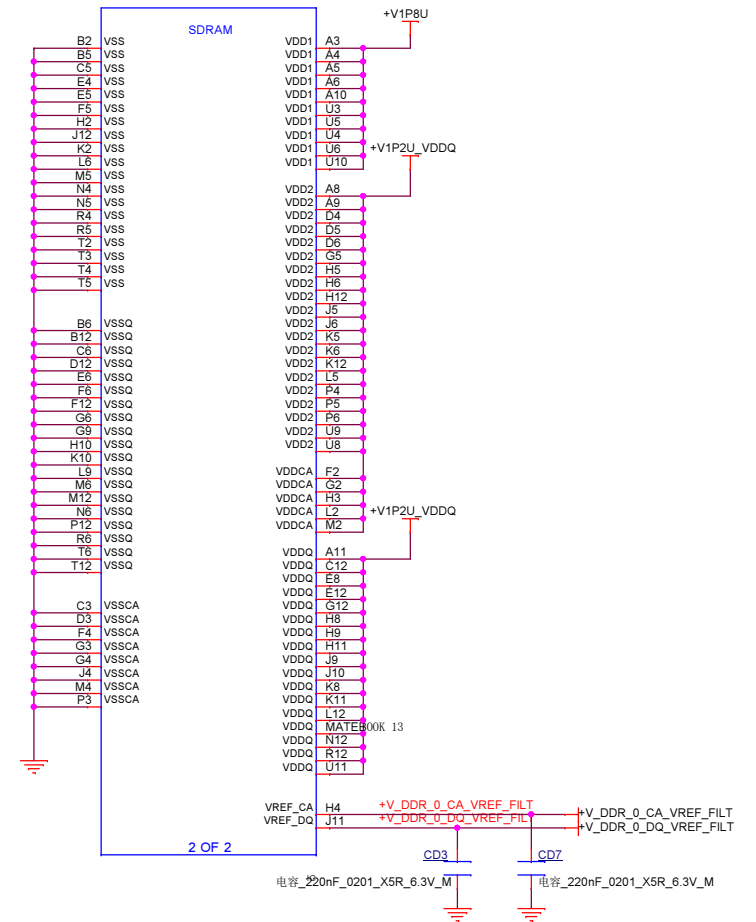 +V1P8U
SDRAM
B2 VSS VDD1 A3
B5 VSS VDD1 A4
C5 VSS VDD1 A5
E4 VSS VDD1 A6
E5 VSS VDD1 A10
F5 VSS VDD1 U3
H2 VSS VDD1 U5
J12 VSS VDD1 U4
K2 VSS VDD1 U6
+V1P2U_VDDQ
L6 VSS VDD1 U10
M5 VSS
N4 VSS VDD2 A8
N5 VSS VDD2 A9
R4 VSS VDD2 D4
R5 VSS VDD2 D5
T2 VSS VDD2 D6
T3 VSS VDD2 G5
T4 VSS VDD2 H5
T5 VSS VDD2 H6
VDD2 H12
VDD2 J5
B6 VSSQ VDD2 J6
B12 VSSQ VDD2 K5
C6 VSSQ VDD2 K6
D12 VSSQ VDD2 K12
E6 VSSQ VDD2 L5
F6 VSSQ VDD2 P4
F12 VSSQ VDD2 P5
G6 VSSQ VDD2 P6
G9 VSSQ VDD2 U9
H10 VSSQ VDD2 U8
K10 VSSQ
L9 VSSQ VDDCA F2
M6 VSSQ VDDCA G2
M12 VSSQ VDDCA H3
N6 VSSQ VDDCA L2
+V1P2U_VDDQ
P12 VSSQ VDDCA M2
R6 VSSQ
T6 VSSQ VDDQ A11
T12 VSSQ VDDQ C12
VDDQ E8
VDDQ E12
C3 VSSCA VDDQ G12
D3 VSSCA VDDQ H8
F4 VSSCA VDDQ H9
G3 VSSCA VDDQ H11
G4 VSSCA VDDQ J9
J4 VSSCA VDDQ J10
M4 VSSCA VDDQ K8
P3 VSSCA VDDQ K11
VDDQ L12
VDDQ MATEBOOK 13
VDDQ N12
VDDQ R12
VDDQ U11
VREF_CA H4 +V_DDR_0_CA_VREF_FILT +V_DDR_0_CA_VREF_FILT
VREF_DQ J11 +V_DDR_0_DQ_VREF_FILT +V_DDR_0_DQ_VREF_FILT
2 OF 2
CD3 CD7
电容_220nF_0201_X5R_6.3V_M 电容_220nF_0201_X5R_6.3V_M